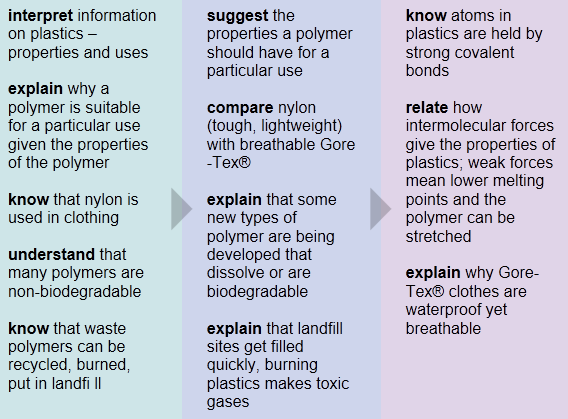 interpret information
on plastics –
properties and uses
explain why a
polymer is suitable
for a particular use
given the properties
of the polymer
know that nylon is
used in clothing
understand that
many polymers are
non-biodegradable
know that waste
polymers can be
recycled, burned,
put in landfi ll
suggest the
properties a polymer
should have for a
particular use
compare nylon
(tough, lightweight)
with breathable Gore
-Tex®
explain that some
new types of
polymer are being
developed that
dissolve or are
biodegradable
explain that landfill
sites get filled
quickly, burning
plastics makes toxic
gases
know atoms in
plastics are held by
strong covalent
bonds
relate how
intermolecular forces
give the properties of
plastics; weak forces
mean lower melting
points and the
polymer can be
stretched
explain why Gore-
Tex® clothes are
waterproof yet
breathable